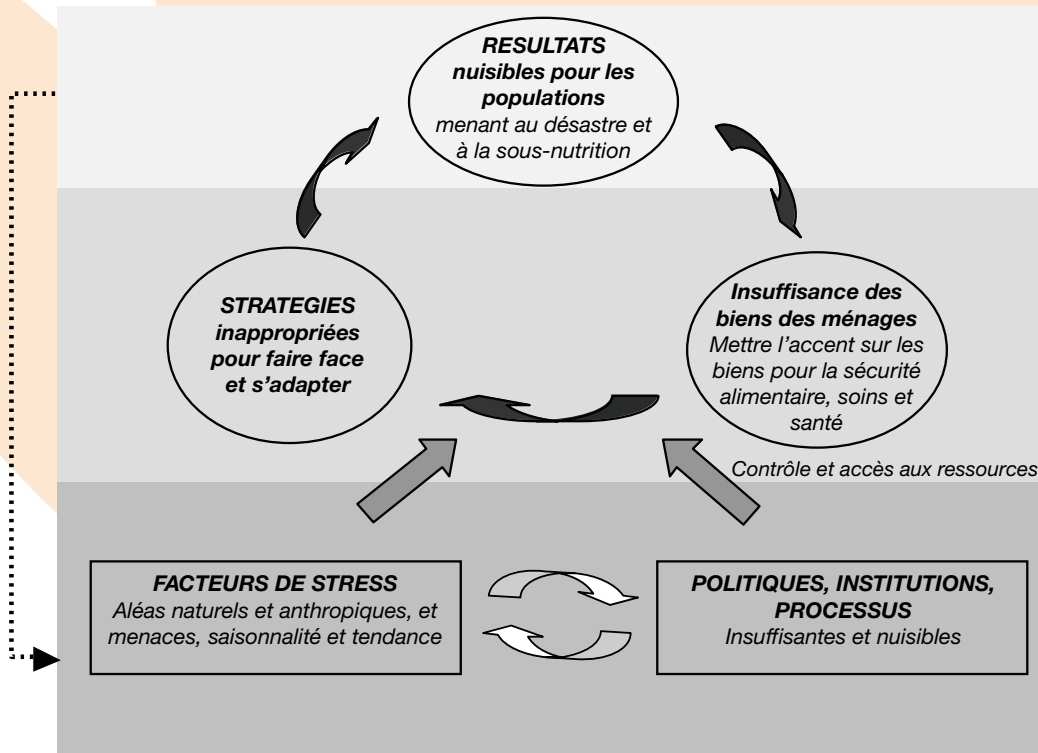 RESULTATS
nuisibles pour les
populations
menant au désastre et
à la sous-nutrition
STRATEGIES
inappropriées
pour faire face
et s'adapter
Insuffisance des
biens des ménages
Mettre l'accent sur les
biens pour la sécurité
alimentaire, soins et
santé
Contrôle et accès aux ressources
FACTEURS DE STRESS
Aléas naturels et anthropiques, et
menaces, saisonnalité et tendance
POLITIQUES, INSTITUTIONS,
PROCESSUS
Insuffisantes et nuisibles